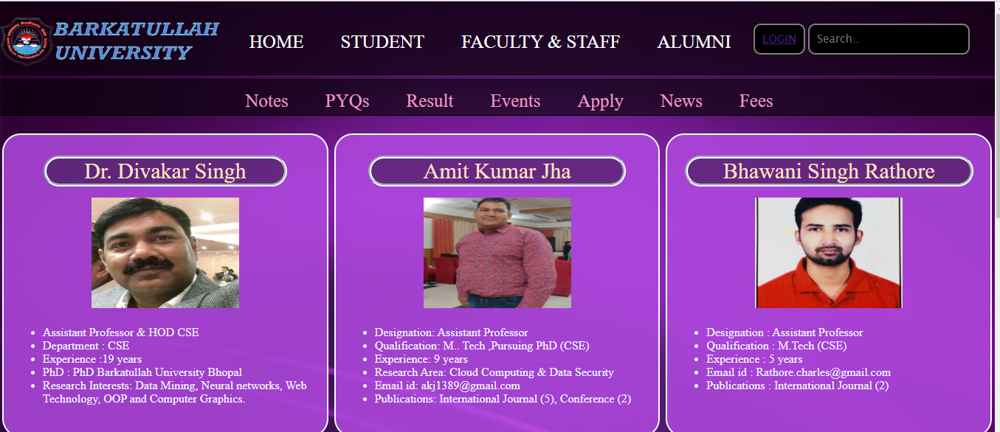 BARKATULLAH
UNIVERSITY
HOME STUDENT FACULTY & STAFF ALUMNI LOGIN Search..
Notes PYQs Result Events Apply News Fees
Dr. Divakar Singh
Assistant Professor & HOD CSE
Department : CSE
Experience :19 years
PhD : PhD Barkatullah University Bhopal
Research Interests: Data Mining, Neural networks, Web
Technology, OOP and Computer Graphics.
Amit Kumar Jha
Designation: Assistant Professor
Qualification: M.. Tech ,Pursuing PhD (CSE)
Experience: 9 years
Research Area: Cloud Computing & Data Security
Email id: akj1389@gmail.com
Publications: International Journal (5), Conference (2)
Bhawani Singh Rathore
Designation : Assistant Professor
Qualification : M.Tech (CSE)
Experience : 5 years
Email id : Rathore.charles@gmail.com
Publications : International Journal (2)